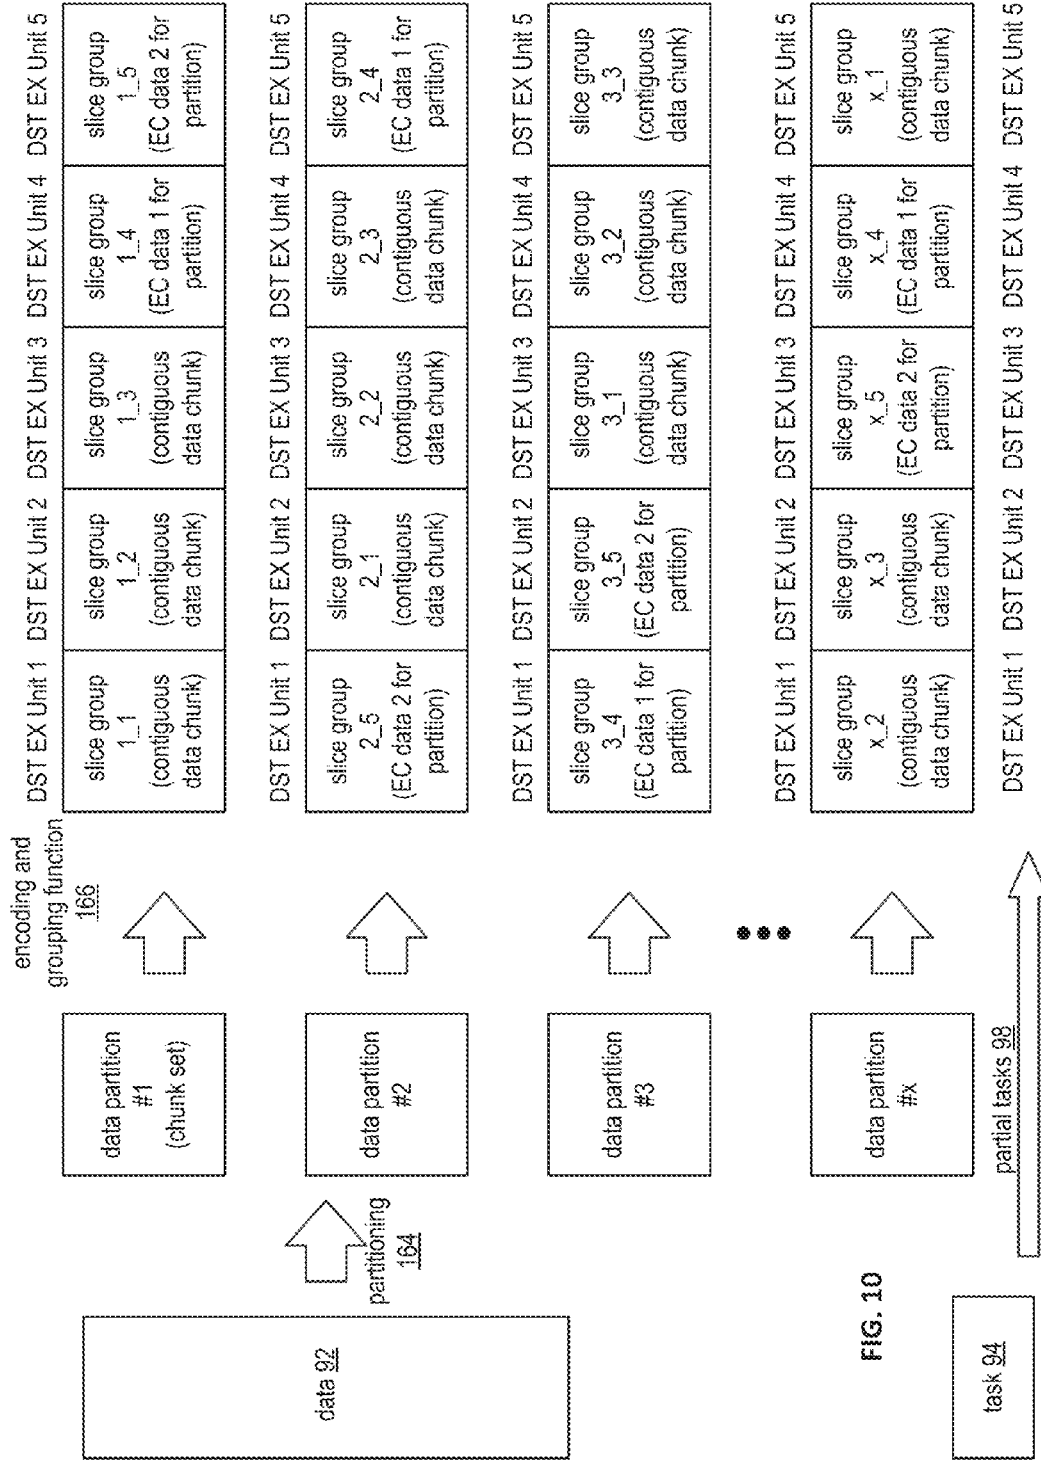 encoding and
grouping function
166
DST EX Unit 1 DST EX Unit 2 DST EX Unit 3 DST EX Unit 4 DST EX Unit 5
data partition
#1
(chunk set)
slice group
1_1
(contiguous
data chunk)
slice group
1_2
(contiguous
data chunk)
slice group
1_3
(contiguous
data chunk)
slice group
1_4
(EC data 1 for
partition)
slice group
1_5
(EC data 2 for
partition)
data 92
partitioning
164
DST EX Unit 1 DST EX Unit 2 DST EX Unit 3 DST EX Unit 4 DST EX Unit 5
data partition
#2
slice group
2_5
(EC data 2 for
partition)
slice group
2_1
(contiguous
data chunk)
slice group
2_2
(contiguous
data chunk)
slice group
2_3
(contiguous
data chunk)
slice group
2_4
(EC data 1 for
partition)
DST EX Unit 1 DST EX Unit 2 DST EX Unit 3 DST EX Unit 4 DST EX Unit 5
data partition
#3
slice group
3_4
(EC data 1 for
partition)
slice group
3_5
(EC data 2 for
partition)
slice group
3_1
(contiguous
data chunk)
slice group
3_2
(contiguous
data chunk)
slice group
3_3
(contiguous
data chunk)
DST EX Unit 1 DST EX Unit 2 DST EX Unit 3 DST EX Unit 4 DST EX Unit 5
data partition
#x
slice group
x_2
(contiguous
data chunk)
slice group
x_3
(contiguous
data chunk)
slice group
x_5
(EC data 2 for
partition)
slice group
x_4
(EC data 1 for
partition)
slice group
x_1
(contiguous
data chunk)
FIG. 10
task 94
partial tasks 98
DST EX Unit 1 DST EX Unit 2 DST EX Unit 3 DST EX Unit 4 DST EX Unit 5